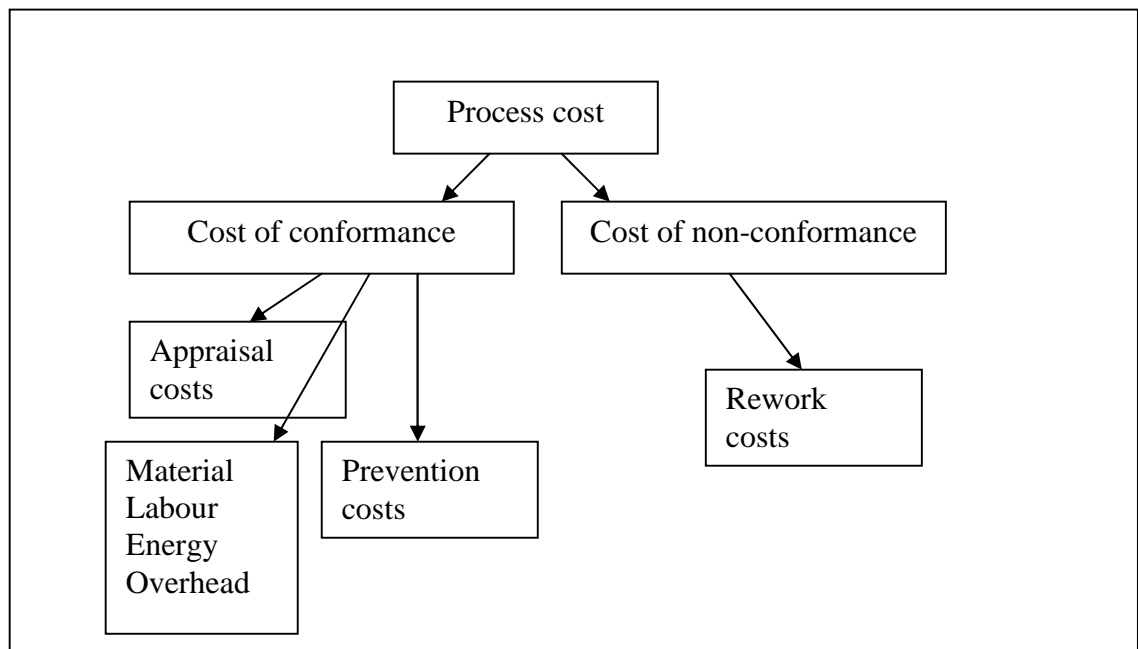 Process cost
Cost of conformance
Cost of non-conformance
Appraisal
costs
Rework
costs
Material
Labour
Energy
Overhead
Prevention
costs